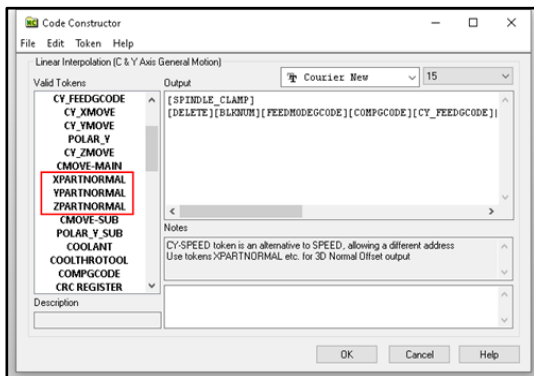 Code Constructor
File Edit Token Help
Linear Interpolation (C & Y Axis General Motion)
Valid Tokens
Output
Courier New
15
CY_FEEDGCODE
CY_XMOVE
CY_YMOVE
POLAR_Y
CY_ZMOVE
CMOVE-MAIN
XPARTNORMAL
YPARTNORMAL
ZPARTNORMAL
CMOVE-SUB
POLAR_Y_SUB
COOLANT
COOLTHROTOOL
COMPGCODE
CRC REGISTER
[SPINDLE_CLAMP]
[DELETE][BLKNUM][FEEDMODEGCODE][COMPGCODE][CY_FEEDGCODE][
Notes
CY-SPEED token is an alternative to SPEED, allowing a different address
Use tokens XPARTNORMAL etc. for 3D Normal Offset output
Description
OK
Cancel
Help